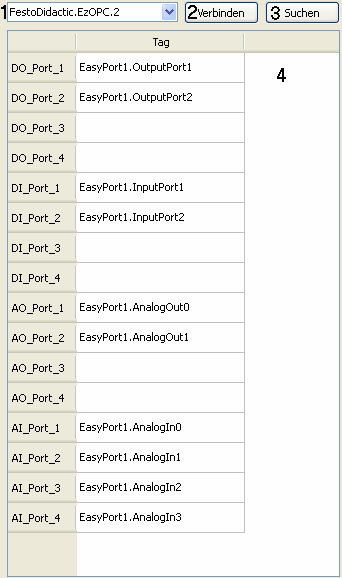 1 FestoDidactic.EzOPC.2 2 Verbinden 3 Suchen
Tag
4
DO_Port_1 EasyPort1.OutputPort1
DO_Port_2 EasyPort1.OutputPort2
DO_Port_3
DO_Port_4
DI_Port_1 EasyPort1.InputPort1
DI_Port_2 EasyPort1.InputPort2
DI_Port_3
DI_Port_4
AO_Port_1 EasyPort1.AnalogOut0
AO_Port_2 EasyPort1.AnalogOut1
AO_Port_3
AO_Port_4
AI_Port_1 EasyPort1.AnalogIn0
AI_Port_2 EasyPort1.AnalogIn1
AI_Port_3 EasyPort1.AnalogIn2
AI_Port_4 EasyPort1.AnalogIn3